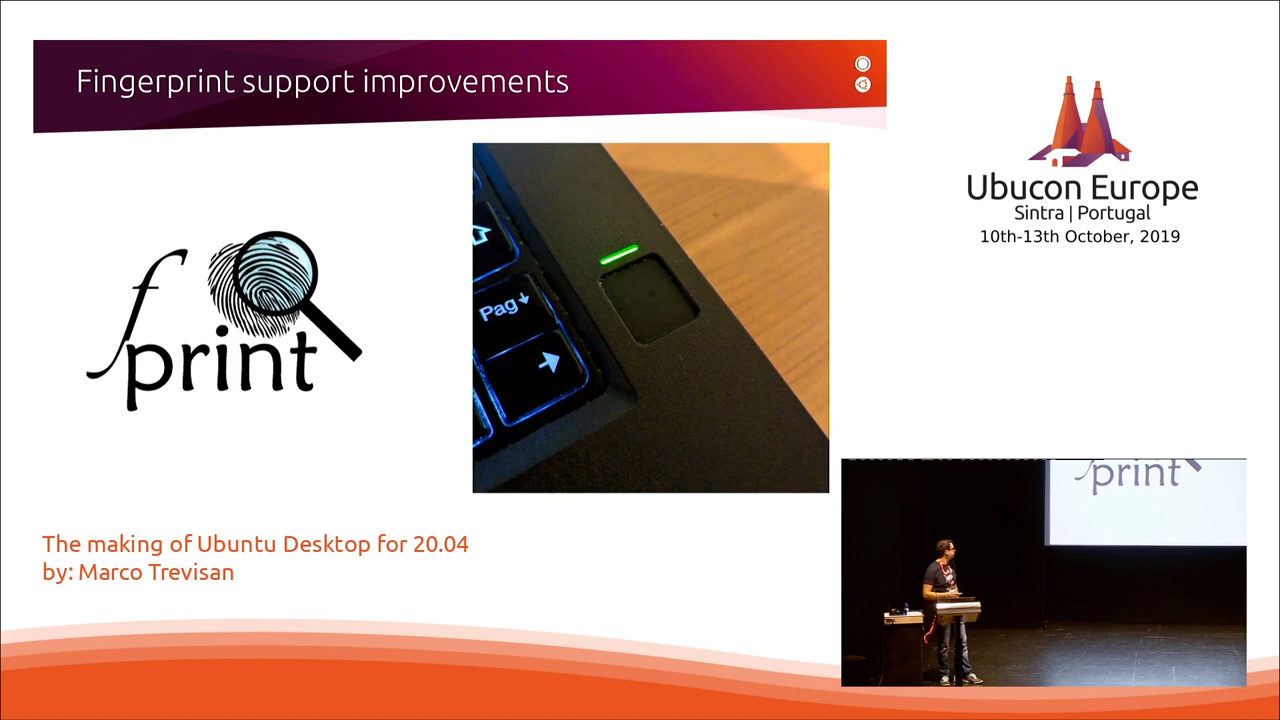 Fingerprint support improvements
fprint
Pag
Ubucon Europe
Sintra | Portugal
10th-13th October, 2019
The making of Ubuntu Desktop for 20.04
by: Marco Trevisan
print